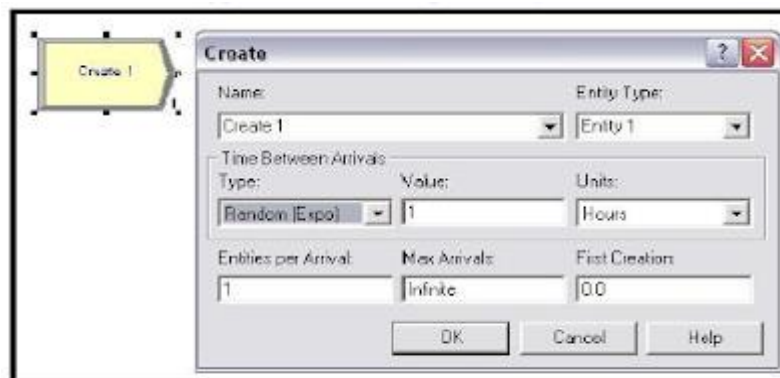 Create 1
Create
Name:
Entity Type:
Create 1
Entity 1
Time Between Arrivals
Type:
Value:
Units:
Random (Expo)
1
Hours
Entities per Arrival:
Max Arrivals:
First Creation:
1
Infinite
0.0
OK
Cancel
Help